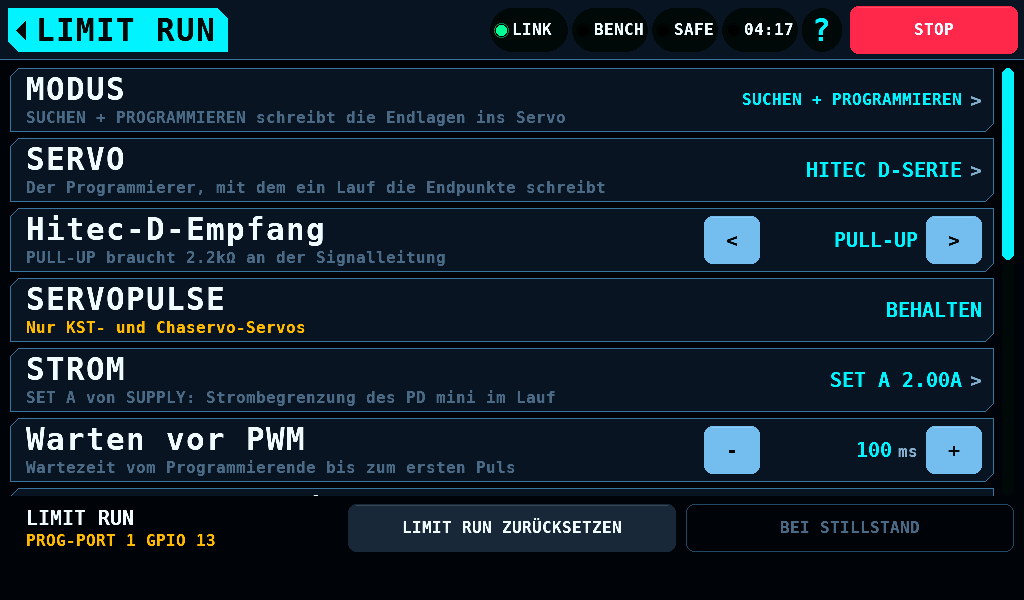 LIMIT RUN
LINK
BENCH
SAFE
04:17
?
STOP
MODUS
SUCHEN + PROGRAMMIEREN schreibt die Endlagen ins Servo
SUCHEN + PROGRAMMIEREN >
SERVO
Der Programmierer, mit dem ein Lauf die Endpunkte schreibt
HITEC D-SERIE >
Hitec-D-Empfang
PULL-UP braucht 2.2kΩ an der Signalleitung
< PULL-UP >
SERVOPULSE
Nur KST- und Chaservo-Servos
BEHALTEN
STROM
SET A von SUPPLY: Strombegrenzung des PD mini im Lauf
SET A 2.00A >
Warten vor PWM
Wartezeit vom Programmierende bis zum ersten Puls
- 100 ms +
LIMIT RUN
PROG-PORT 1 GPIO 13
LIMIT RUN ZURÜCKSETZEN
BEI STILLSTAND